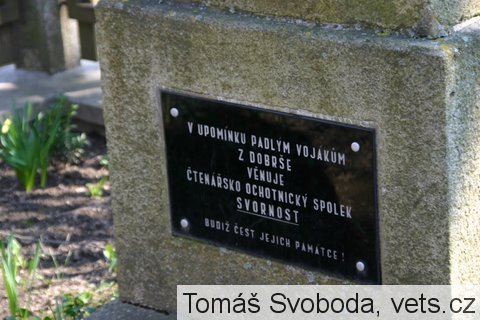 V UPOMÍNKU PADLÝM VOJÁKŮM
Z DOBRŠE
VĚNUJE
ČTENÁŘSKO OCHOTNICKÝ SPOLEK
SVORNOST
BUDIŽ ČEST JEJICH PAMÁTCE !
Tomáš Svoboda, vets.cz